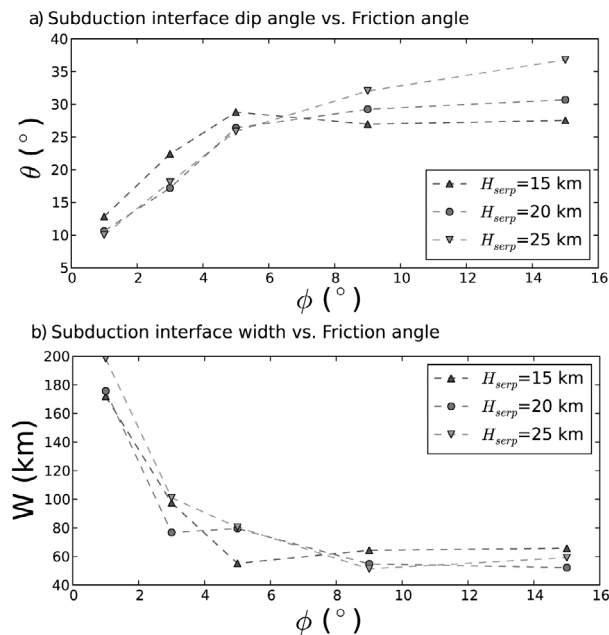 a) Subduction interface dip angle vs. Friction angle
40
35
30
25
20
15
10
5
θ (°)
H_serp=15 km
H_serp=20 km
H_serp=25 km
0 2 4 6 8 10 12 14 16
ϕ (°)
b) Subduction interface width vs. Friction angle
200
180
160
140
120
100
80
60
40
W (km)
H_serp=15 km
H_serp=20 km
H_serp=25 km
0 2 4 6 8 10 12 14 16
ϕ (°)